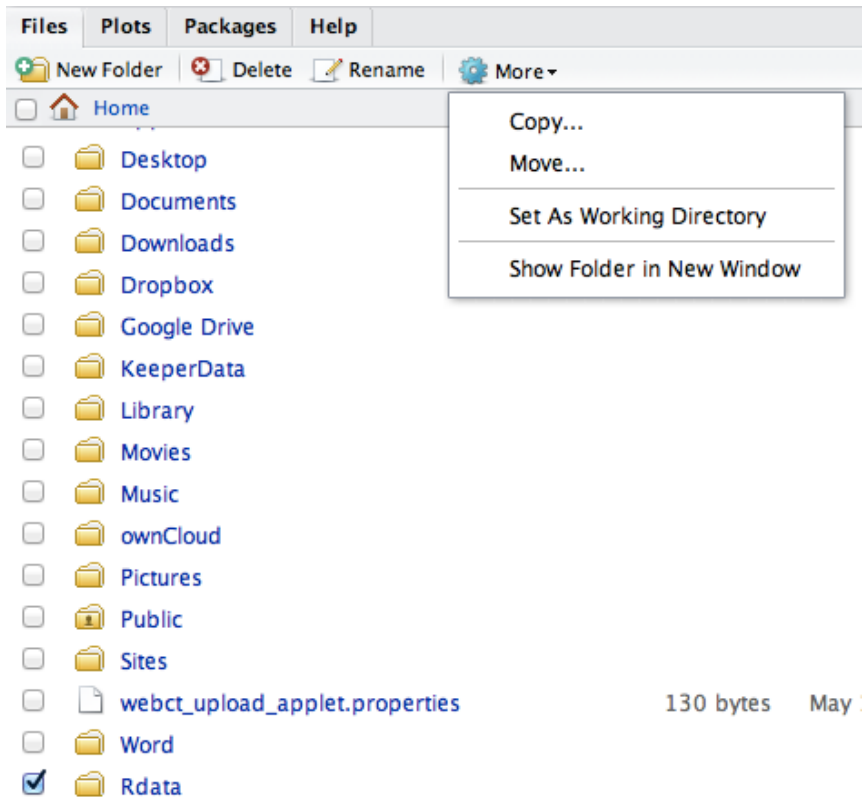 Files Plots Packages Help
New Folder Delete Rename More
Home
Copy...
Move...
Set As Working Directory
Show Folder in New Window
Desktop
Documents
Downloads
Dropbox
Google Drive
KeeperData
Library
Movies
Music
ownCloud
Pictures
Public
Sites
webct_upload_applet.properties 130 bytes May
Word
Rdata